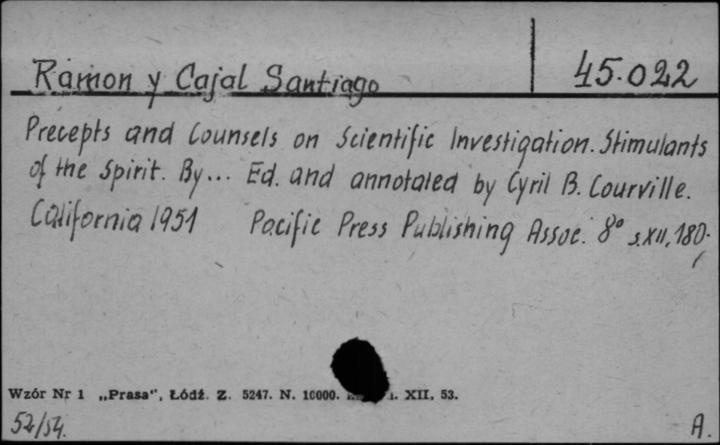 Ramon y Cajal Santiago 45.022
Precepts and Counsels on Scientific Investigation. Stimulants
of the Spirit. By... Ed. and annotated by Cyril B. Courville.
California 1951 Pacific Press Publishing Assoc. 8° s.XII, 180.
Wzór Nr 1 „Prasa", Łódź. Z. 5247. N. 10000. XII. 53.
52/54. A.